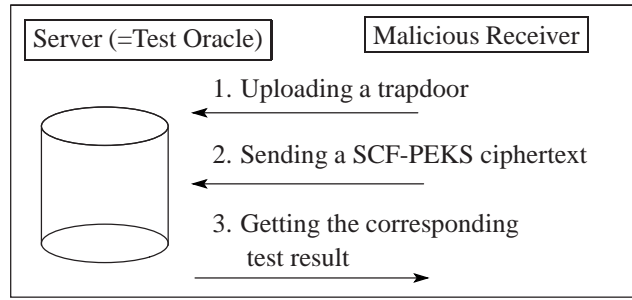 Server (=Test Oracle)
Malicious Receiver
1. Uploading a trapdoor
2. Sending a SCF-PEKS ciphertext
3. Getting the corresponding
test result